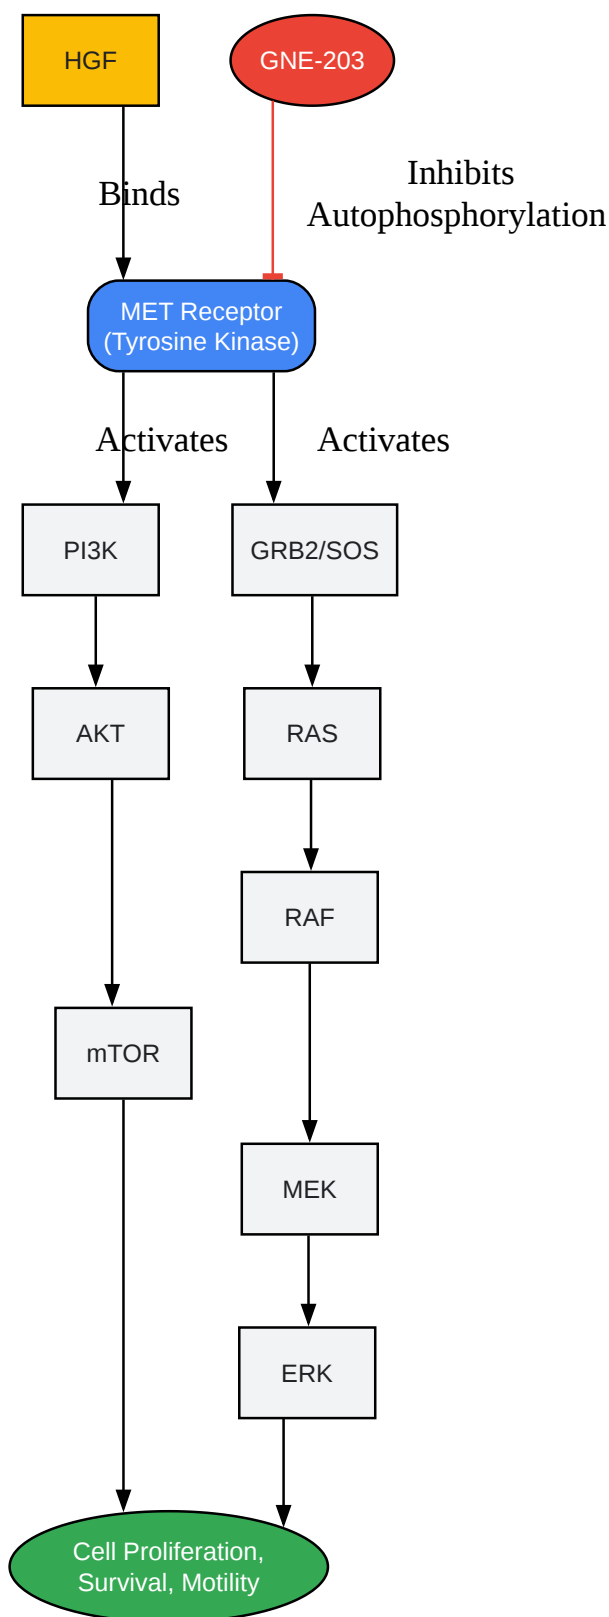 HGF
GNE-203
Binds
Inhibits
Autophosphorylation
MET Receptor
(Tyrosine Kinase)
Activates
Activates
PI3K
GRB2/SOS
AKT
RAS
RAF
mTOR
MEK
ERK
Cell Proliferation,
Survival, Motility